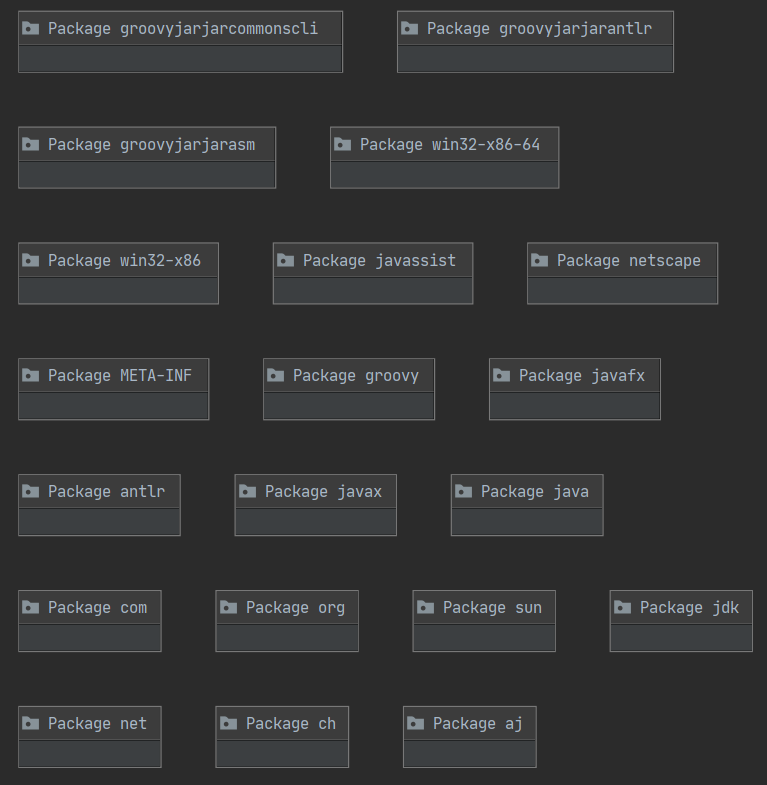 Package groovyjarjarcommonscli
Package groovyjarjarantlr
Package groovyjarjarasm
Package win32-x86-64
Package win32-x86
Package javassist
Package netscape
Package META-INF
Package groovy
Package javafx
Package antlr
Package javax
Package java
Package com
Package org
Package sun
Package jdk
Package net
Package ch
Package aj